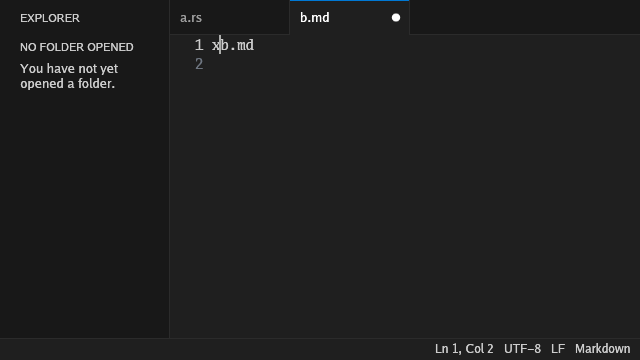 EXPLORER
NO FOLDER OPENED
You have not yet
opened a folder.
a.rs
b.md
1 xb.md
2
Ln 1, Col 2 UTF-8 LF Markdown